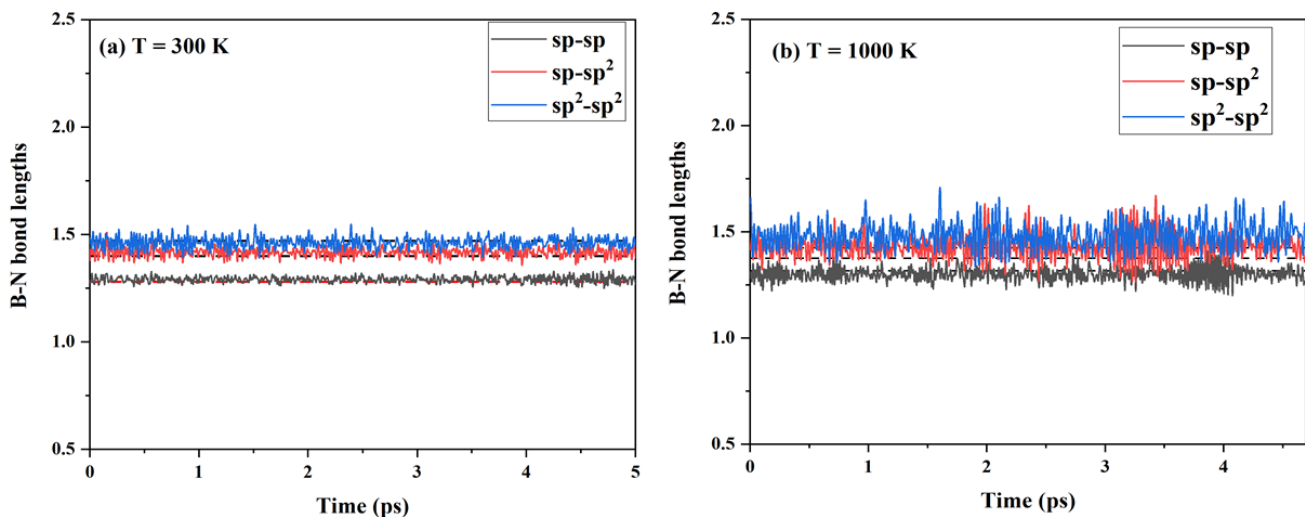 (a) T = 300 K
sp-sp
sp-sp²
sp²-sp²
2.5
2.0
1.5
1.0
0.5
B-N bond lengths
0 1 2 3 4 5
Time (ps)
(b) T = 1000 K
sp-sp
sp-sp²
sp²-sp²
2.5
2.0
1.5
1.0
0.5
B-N bond lengths
0 1 2 3 4
Time (ps)